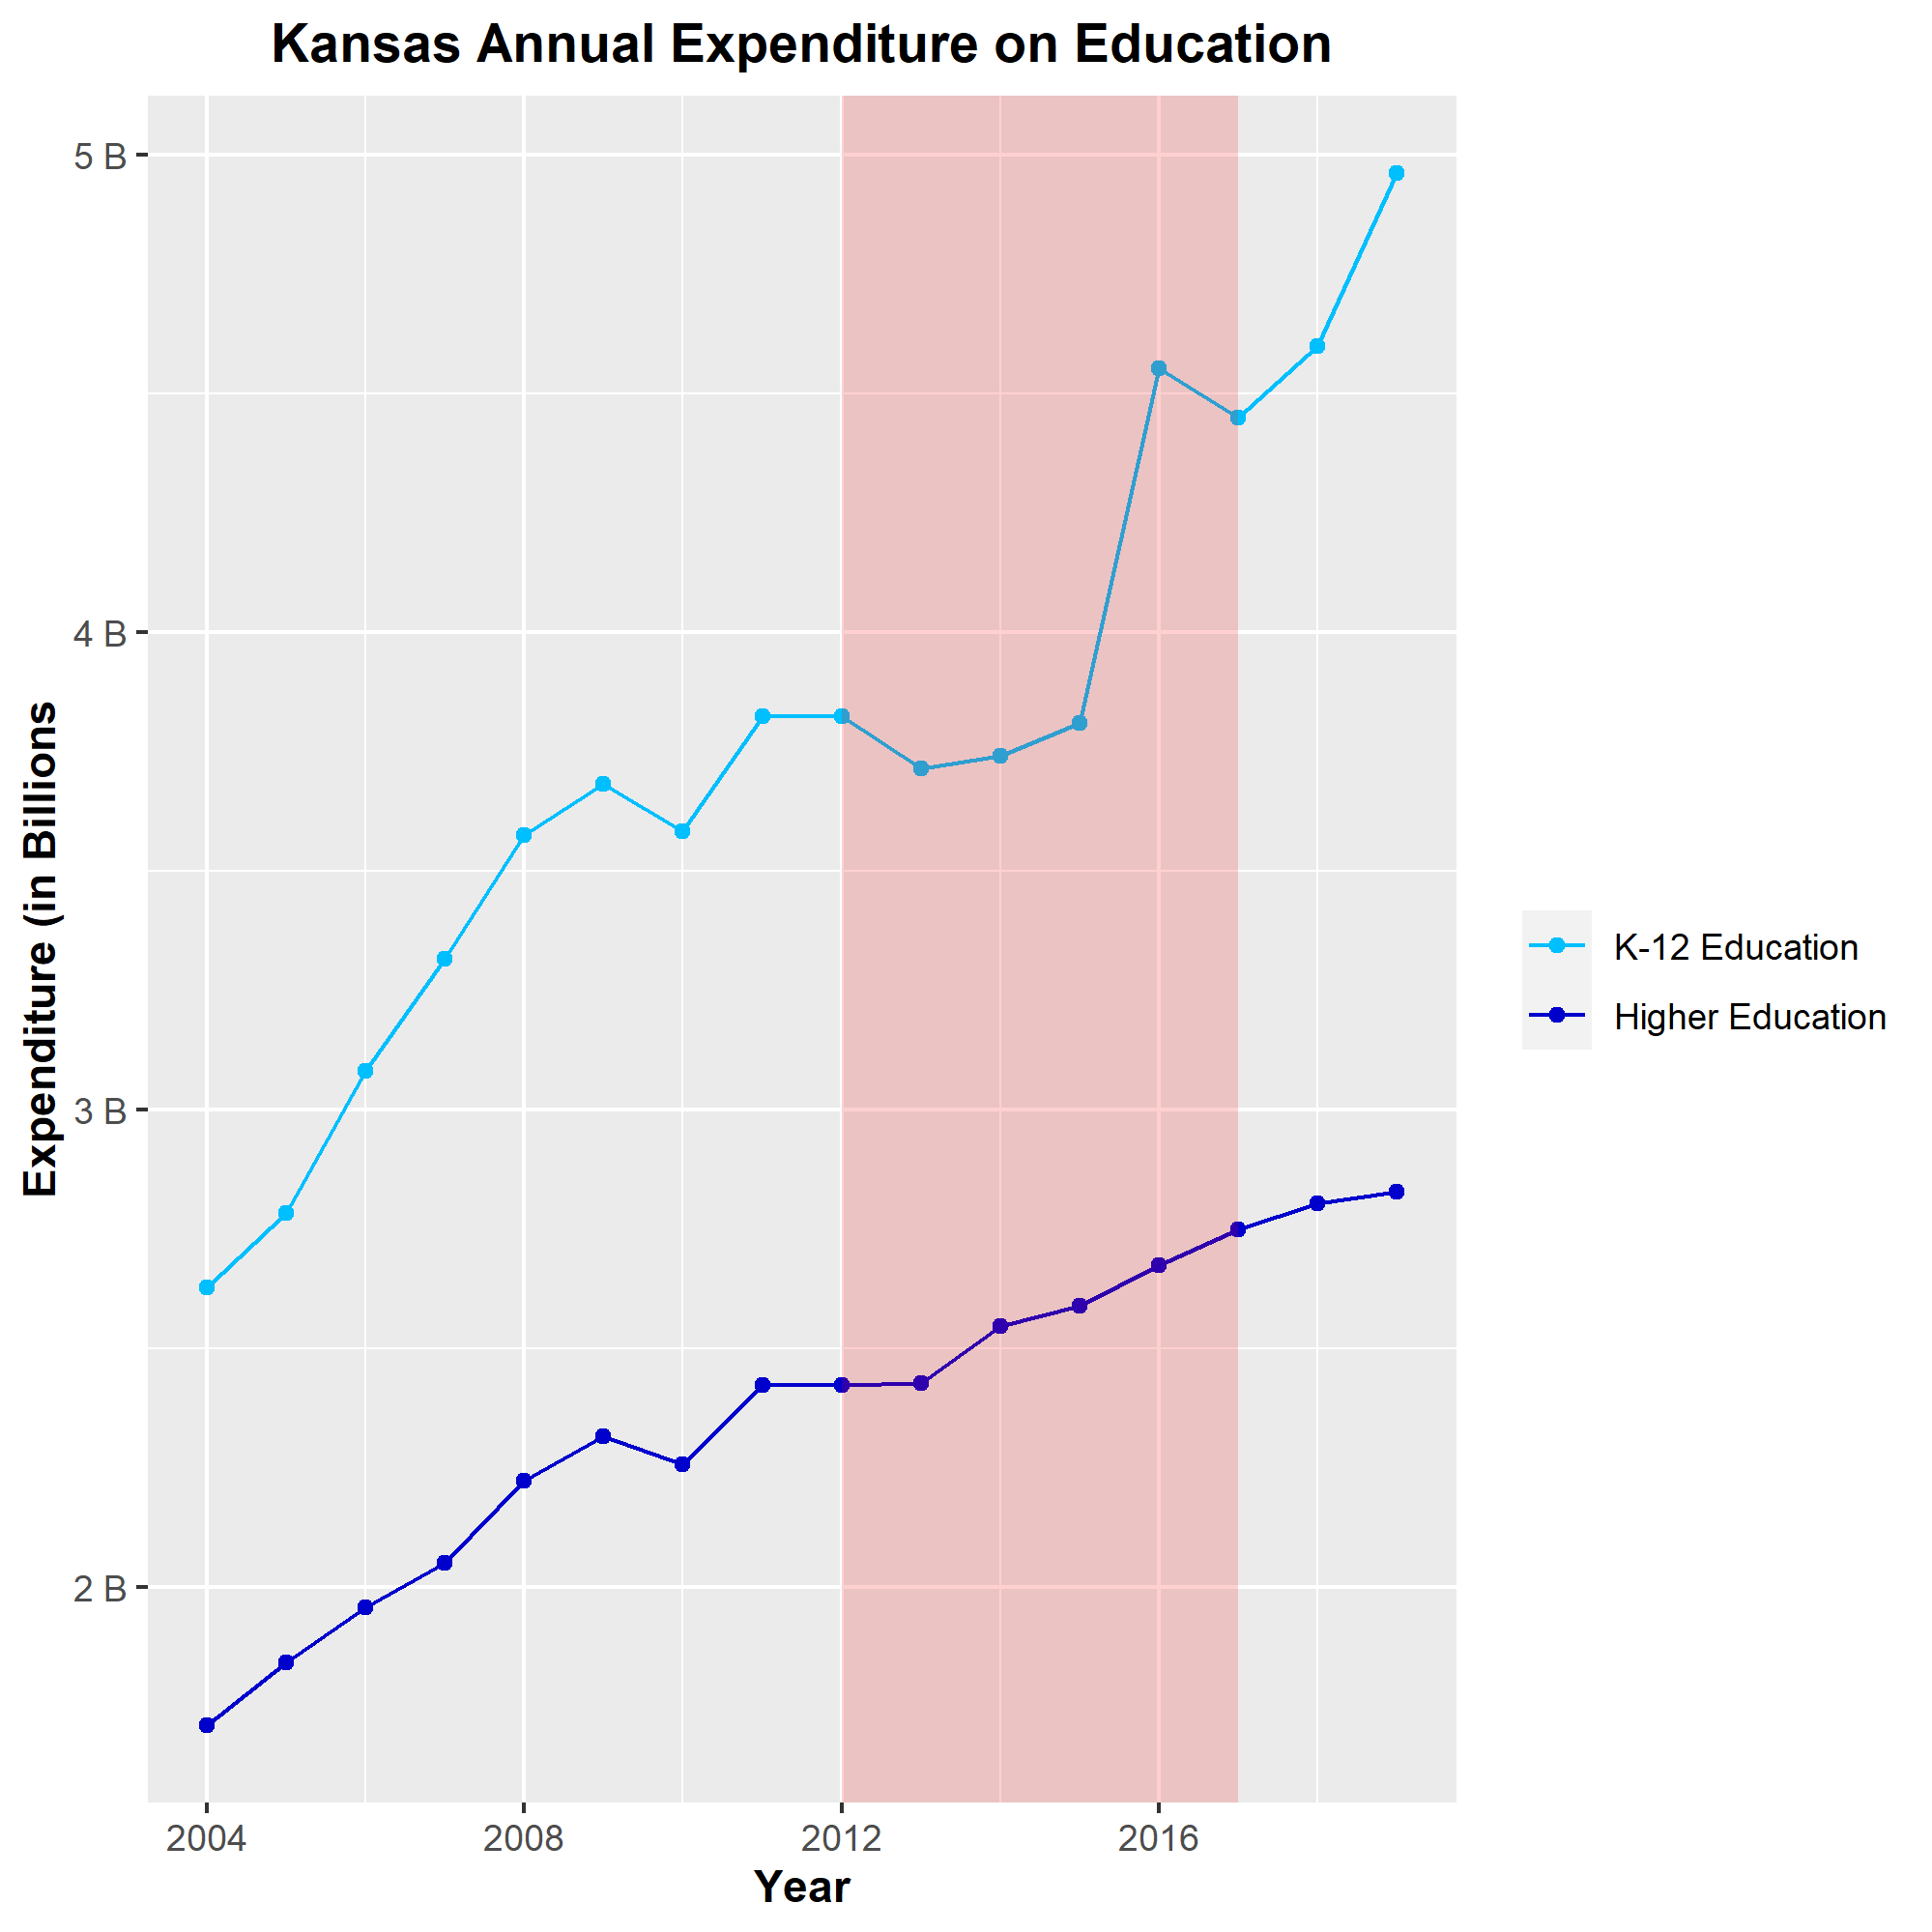 Kansas Annual Expenditure on Education
5 B
4 B
3 B
2 B
Expenditure (in Billions
2004
2008
2012
2016
Year
K-12 Education
Higher Education